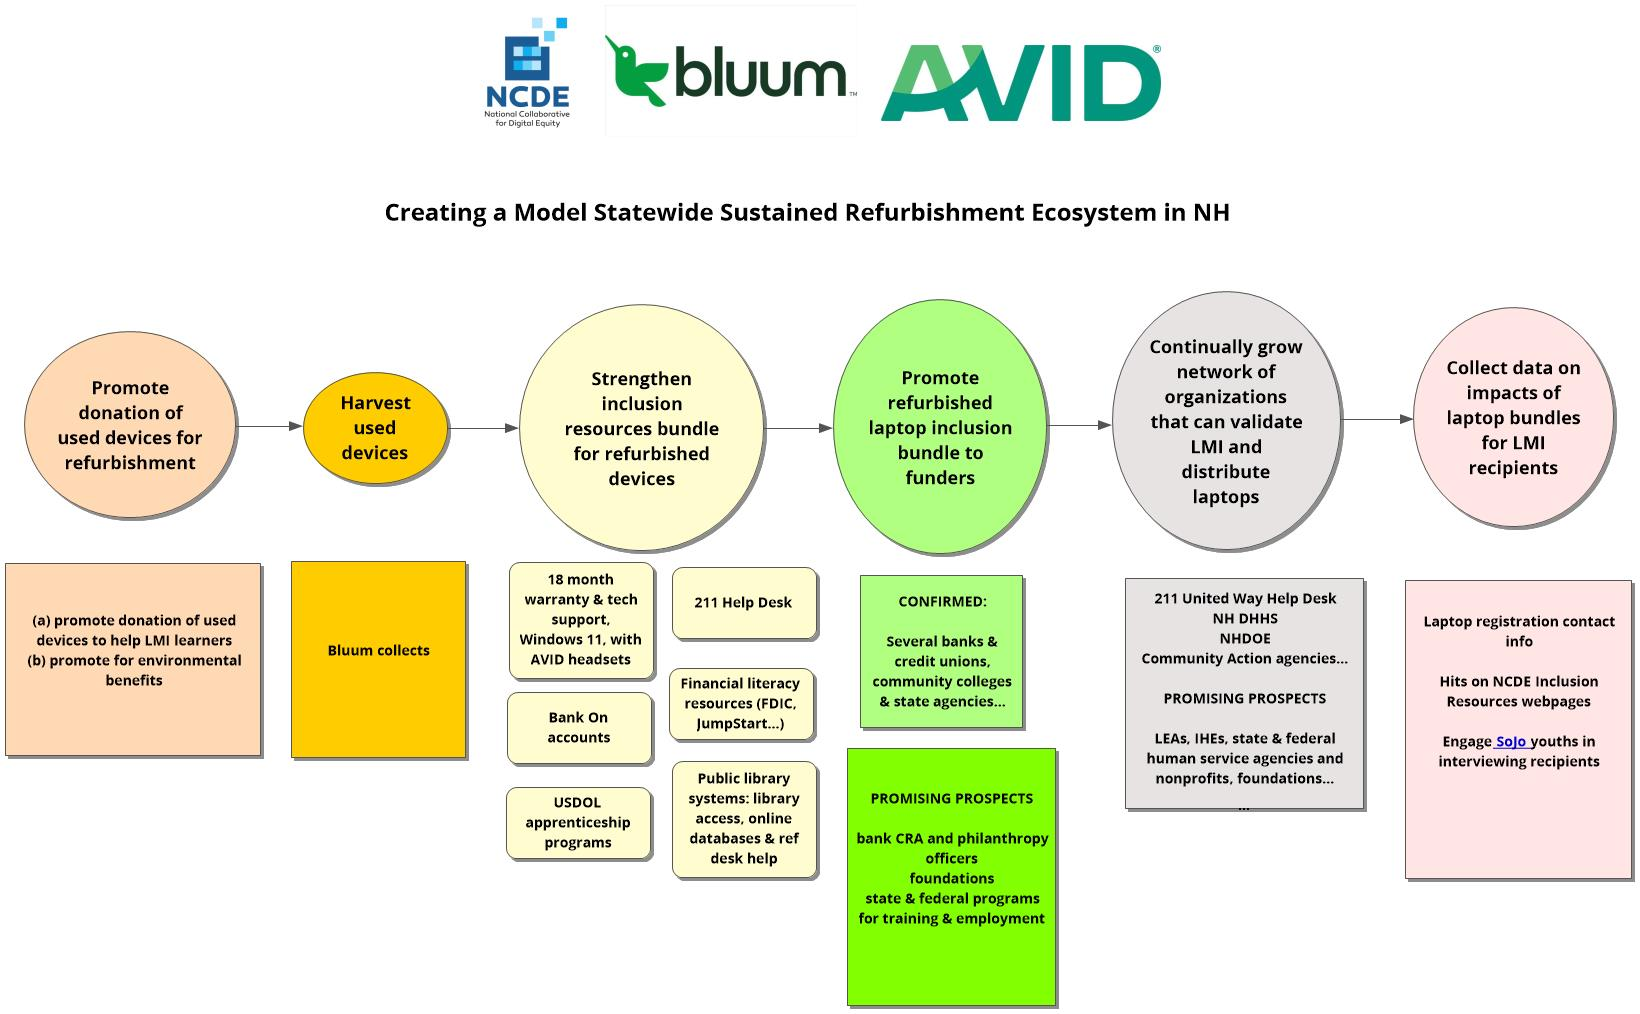 NCDE
National Collaborative
for Digital Equity
bluum™
AVID®
Creating a Model Statewide Sustained Refurbishment Ecosystem in NH
Promote
donation of
used devices for
refurbishment
Harvest
used
devices
Strengthen
inclusion
resources bundle
for refurbished
devices
Promote
refurbished
laptop inclusion
bundle to
funders
Continually grow
network of
organizations
that can validate
LMI and
distribute
laptops
Collect data on
impacts of
laptop bundles
for LMI
recipients
(a) promote donation of used
devices to help LMI learners
(b) promote for environmental
benefits
Bluum collects
18 month
warranty & tech
support,
Windows 11, with
AVID headsets
211 Help Desk
Bank On
accounts
Financial literacy
resources (FDIC,
JumpStart...)
USDOL
apprenticeship
programs
Public library
systems: library
access, online
databases & ref
desk help
CONFIRMED:
Several banks &
credit unions,
community colleges
& state agencies...
PROMISING PROSPECTS
bank CRA and philanthropy
officers
foundations
state & federal programs
for training & employment
211 United Way Help Desk
NH DHHS
NHDOE
Community Action agencies...
PROMISING PROSPECTS
LEAs, IHEs, state & federal
human service agencies and
nonprofits, foundations...
...
Laptop registration contact
info
Hits on NCDE Inclusion
Resources webpages
Engage SoJo youths in
interviewing recipients